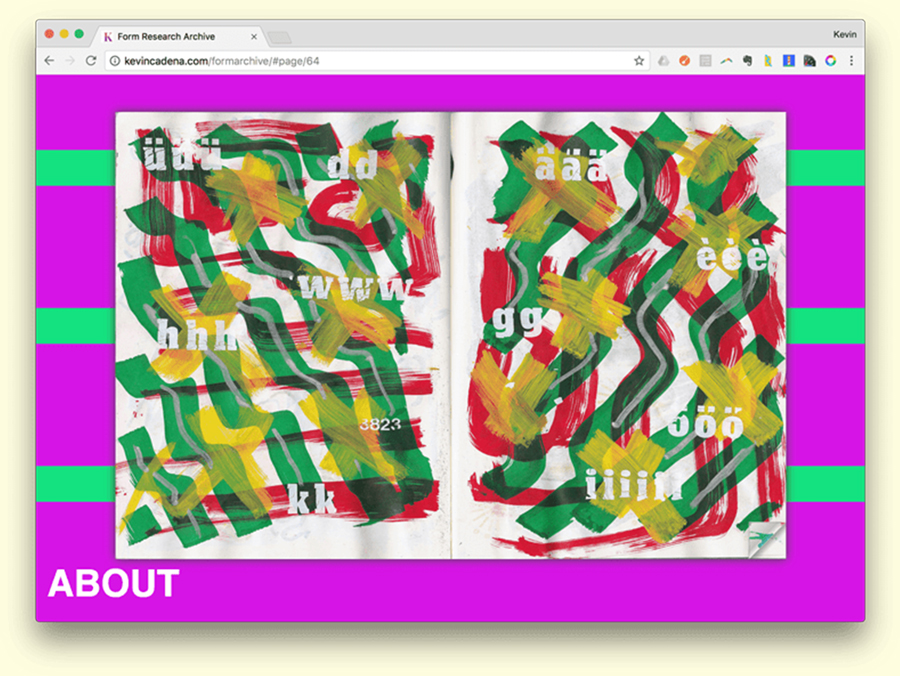 Form Research Archive
Kevin
kevincadena.com/formarchive/#page/64
üdü
dd
www
hhh
3823
kk
äää
èèè
gg
ööö
iiijii
ABOUT